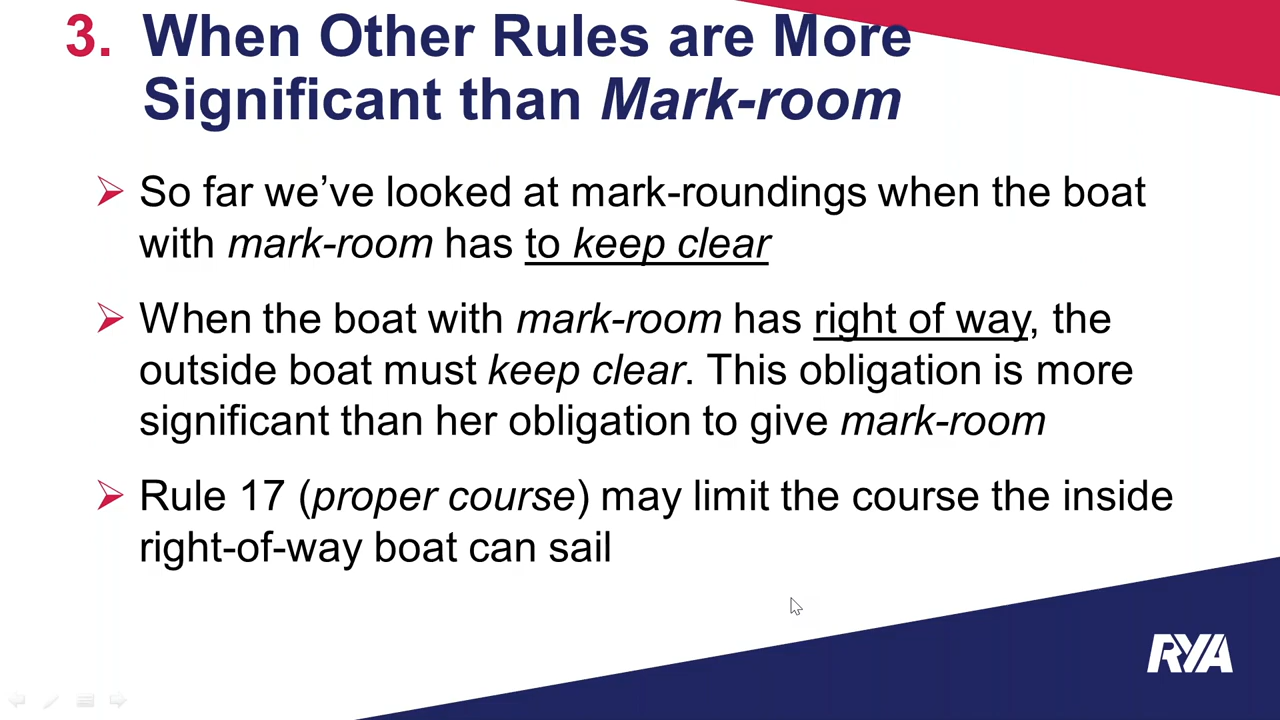 3. When Other Rules are More
Significant than Mark-room
➢ So far we’ve looked at mark-roundings when the boat
with mark-room has to keep clear
➢ When the boat with mark-room has right of way, the
outside boat must keep clear. This obligation is more
significant than her obligation to give mark-room
➢ Rule 17 (proper course) may limit the course the inside
right-of-way boat can sail
RYA